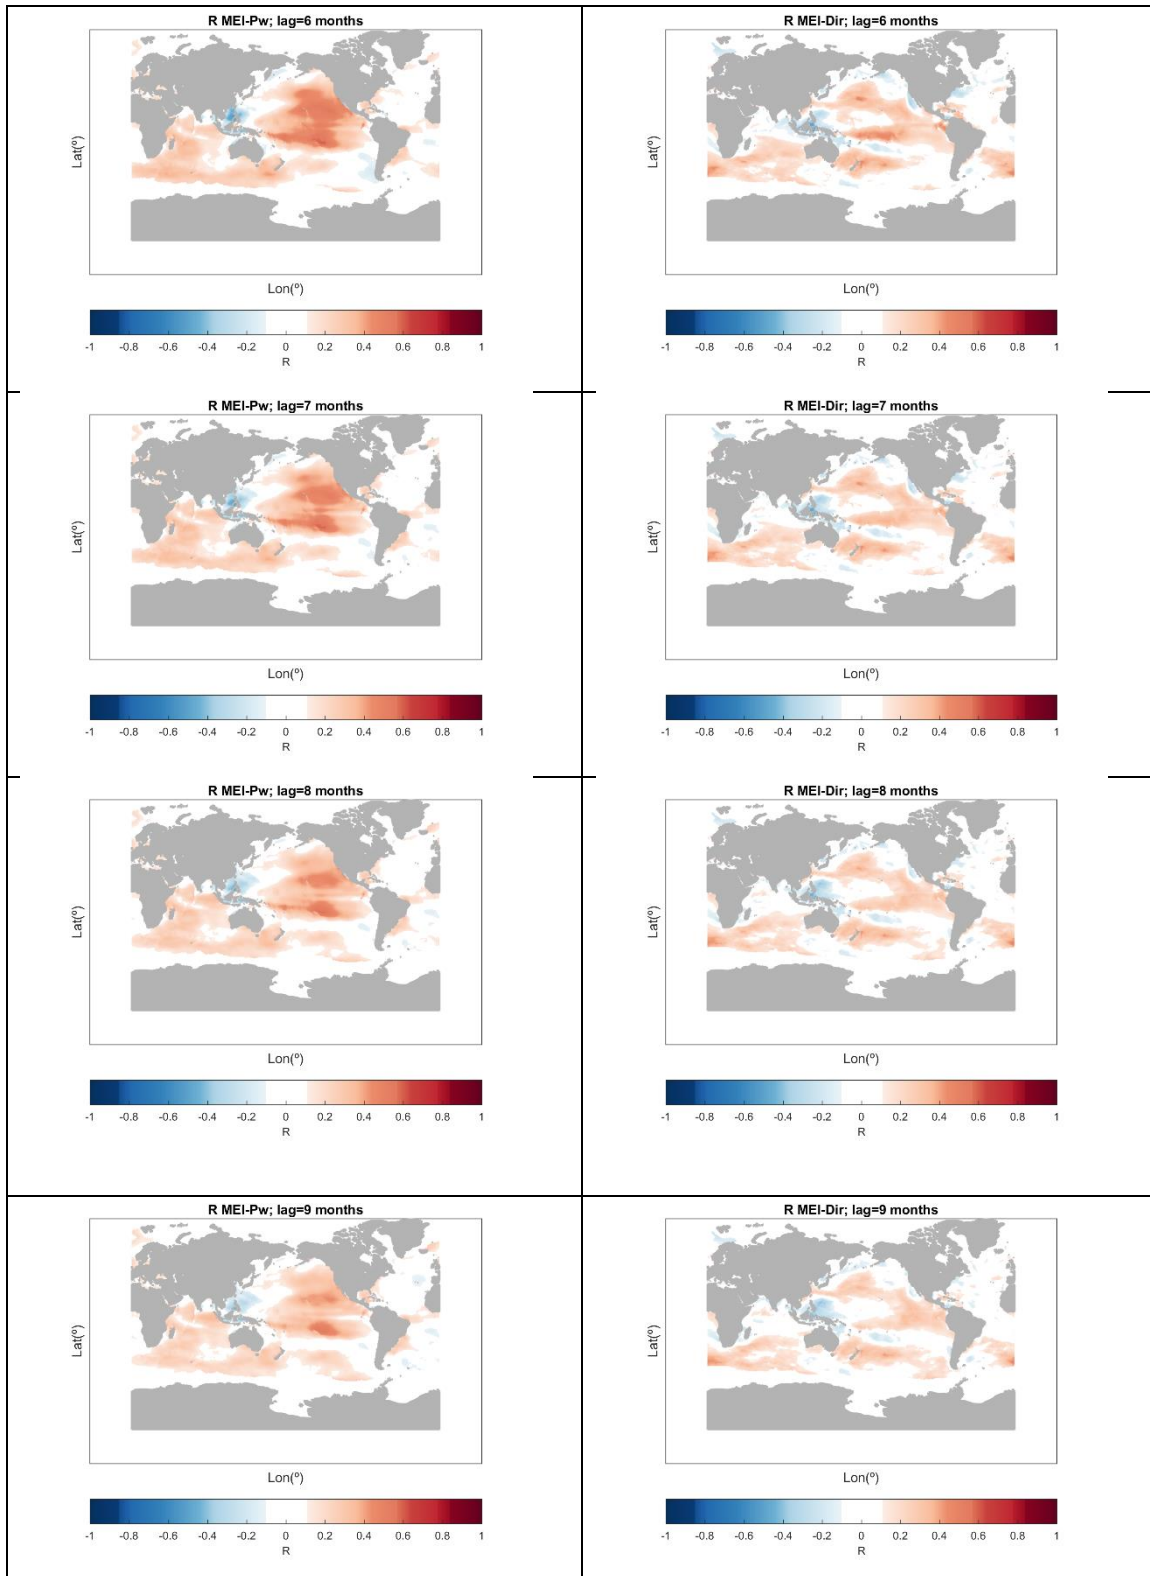 R MEI-Pw; lag=6 months
Lat(º)
Lon(º)
-1 -0.8 -0.6 -0.4 -0.2 0 0.2 0.4 0.6 0.8 1
R
R MEI-Dir; lag=6 months
Lat(º)
Lon(º)
-1 -0.8 -0.6 -0.4 -0.2 0 0.2 0.4 0.6 0.8 1
R
R MEI-Pw; lag=7 months
Lat(º)
Lon(º)
-1 -0.8 -0.6 -0.4 -0.2 0 0.2 0.4 0.6 0.8 1
R
R MEI-Dir; lag=7 months
Lat(º)
Lon(º)
-1 -0.8 -0.6 -0.4 -0.2 0 0.2 0.4 0.6 0.8 1
R
R MEI-Pw; lag=8 months
Lat(º)
Lon(º)
-1 -0.8 -0.6 -0.4 -0.2 0 0.2 0.4 0.6 0.8 1
R
R MEI-Dir; lag=8 months
Lat(º)
Lon(º)
-1 -0.8 -0.6 -0.4 -0.2 0 0.2 0.4 0.6 0.8 1
R
R MEI-Pw; lag=9 months
Lat(º)
Lon(º)
-1 -0.8 -0.6 -0.4 -0.2 0 0.2 0.4 0.6 0.8 1
R
R MEI-Dir; lag=9 months
Lat(º)
Lon(º)
-1 -0.8 -0.6 -0.4 -0.2 0 0.2 0.4 0.6 0.8 1
R